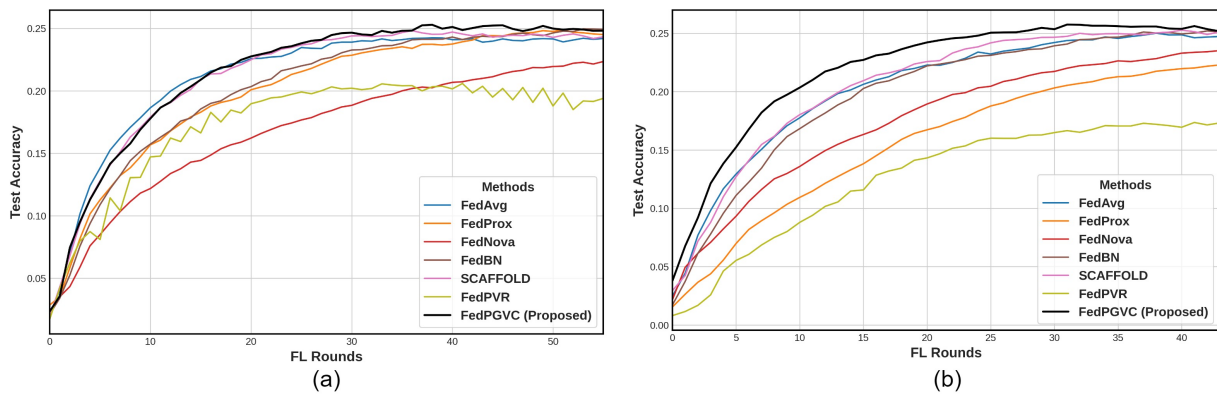 0.25
0.20
0.15
0.10
0.05
Test Accuracy
0 10 20 30 40 50
FL Rounds
Methods
FedAvg
FedProx
FedNova
FedBN
SCAFFOLD
FedPVR
FedPGVC (Proposed)
(a)
0.25
0.20
0.15
0.10
0.05
0.00
Test Accuracy
0 5 10 15 20 25 30 35 40
FL Rounds
Methods
FedAvg
FedProx
FedNova
FedBN
SCAFFOLD
FedPVR
FedPGVC (Proposed)
(b)